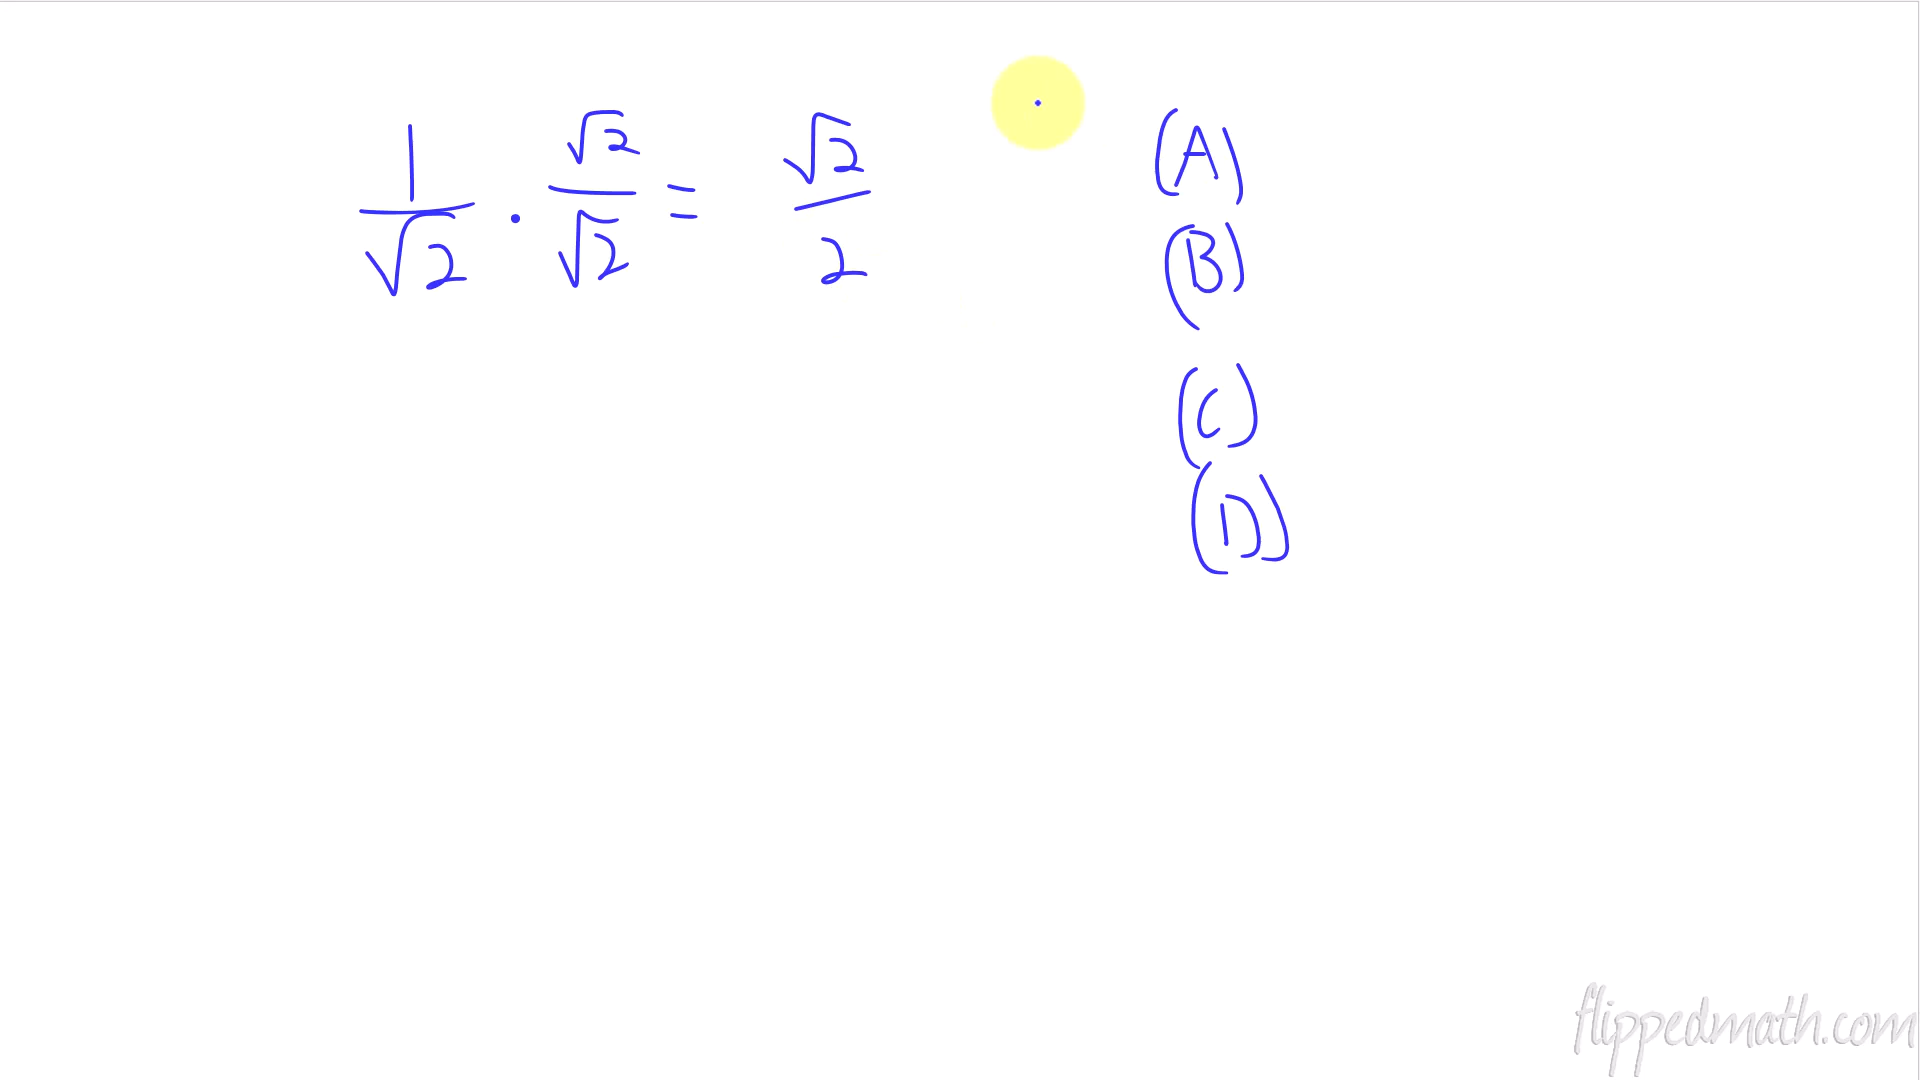 1/√2 · √2/√2 = √2/2
(A)
(B)
(C)
(D)
flippedmath.com